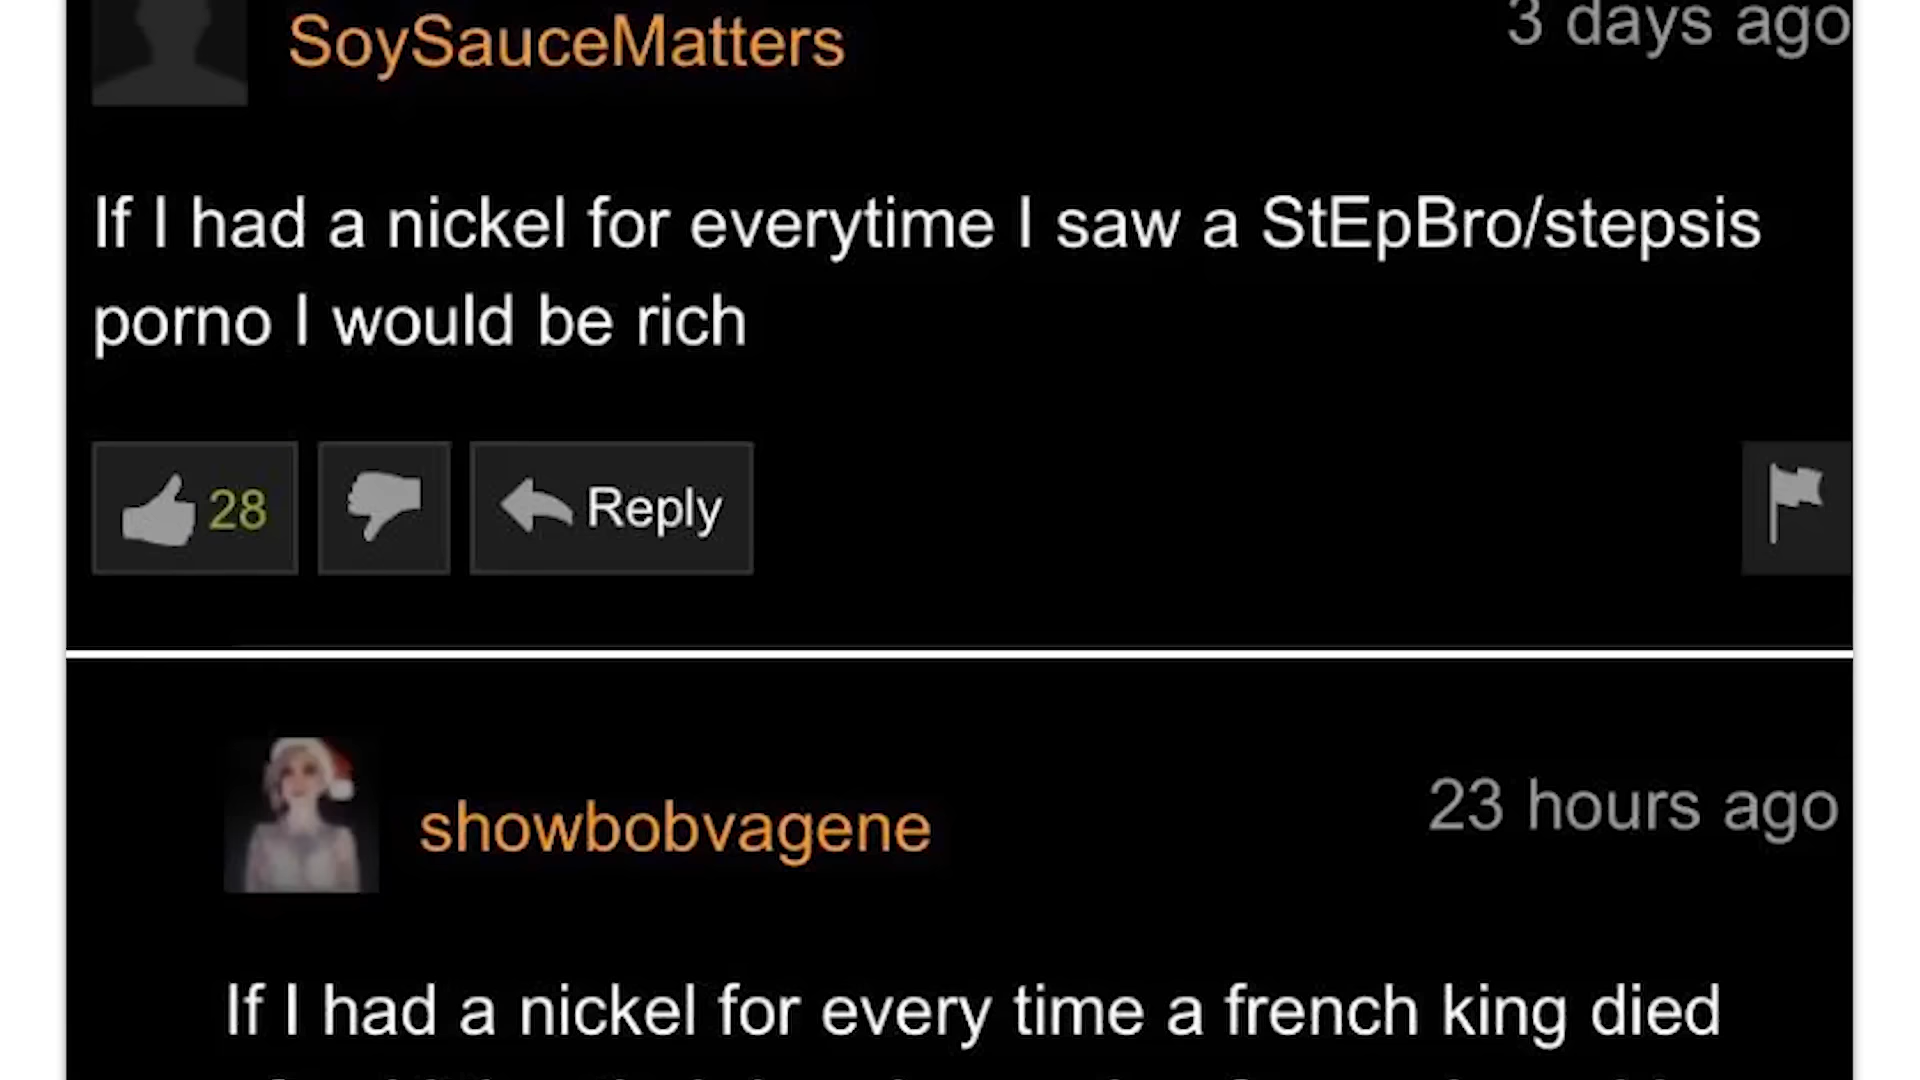 SoySauceMatters
3 days ago
If I had a nickel for everytime I saw a StEpBro/stepsis
porno I would be rich
28
Reply
showbobvagene
23 hours ago
If I had a nickel for every time a french king died